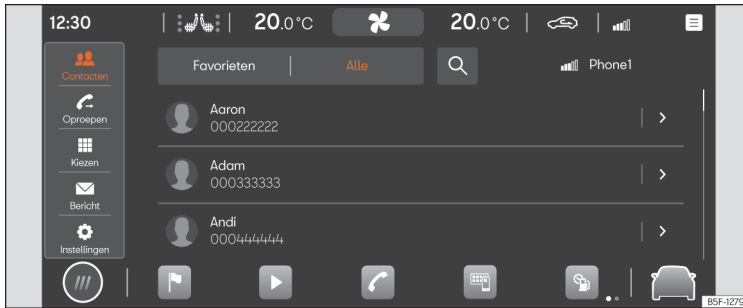 12:30
20.0°C
20.0°C
Contacten
Favorieten
Alle
Phone1
Oproepen
Aaron
000222222
Kiezen
Adam
000333333
Bericht
Andi
000444444
Instellingen
B5F-1279